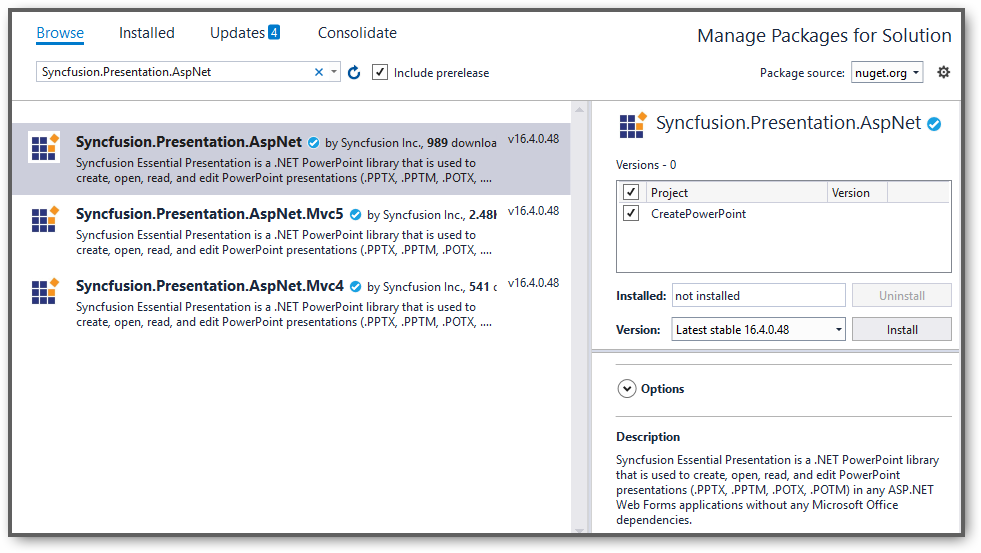 Browse Installed Updates 4 Consolidate
Manage Packages for Solution
Syncfusion.Presentation.AspNet
Include prerelease
Package source: nuget.org
Syncfusion.Presentation.AspNet by Syncfusion Inc., 989 downloa v16.4.0.48
Syncfusion Essential Presentation is a .NET PowerPoint library that is used to
create, open, read, and edit PowerPoint presentations (.PPTX, .PPTM, .POTX, ....
Syncfusion.Presentation.AspNet.Mvc5 by Syncfusion Inc., 2.48K v16.4.0.48
Syncfusion Essential Presentation is a .NET PowerPoint library that is used to
create, open, read, and edit PowerPoint presentations (.PPTX, .PPTM, .POTX, ....
Syncfusion.Presentation.AspNet.Mvc4 by Syncfusion Inc., 541 d v16.4.0.48
Syncfusion Essential Presentation is a .NET PowerPoint library that is used to
create, open, read, and edit PowerPoint presentations (.PPTX, .PPTM, .POTX, ....
Syncfusion.Presentation.AspNet
Versions - 0
Project Version
CreatePowerPoint
Installed: not installed Uninstall
Version: Latest stable 16.4.0.48 Install
Options
Description
Syncfusion Essential Presentation is a .NET PowerPoint library
that is used to create, open, read, and edit PowerPoint
presentations (.PPTX, .PPTM, .POTX, .POTM) in any ASP.NET
Web Forms applications without any Microsoft Office
dependencies.